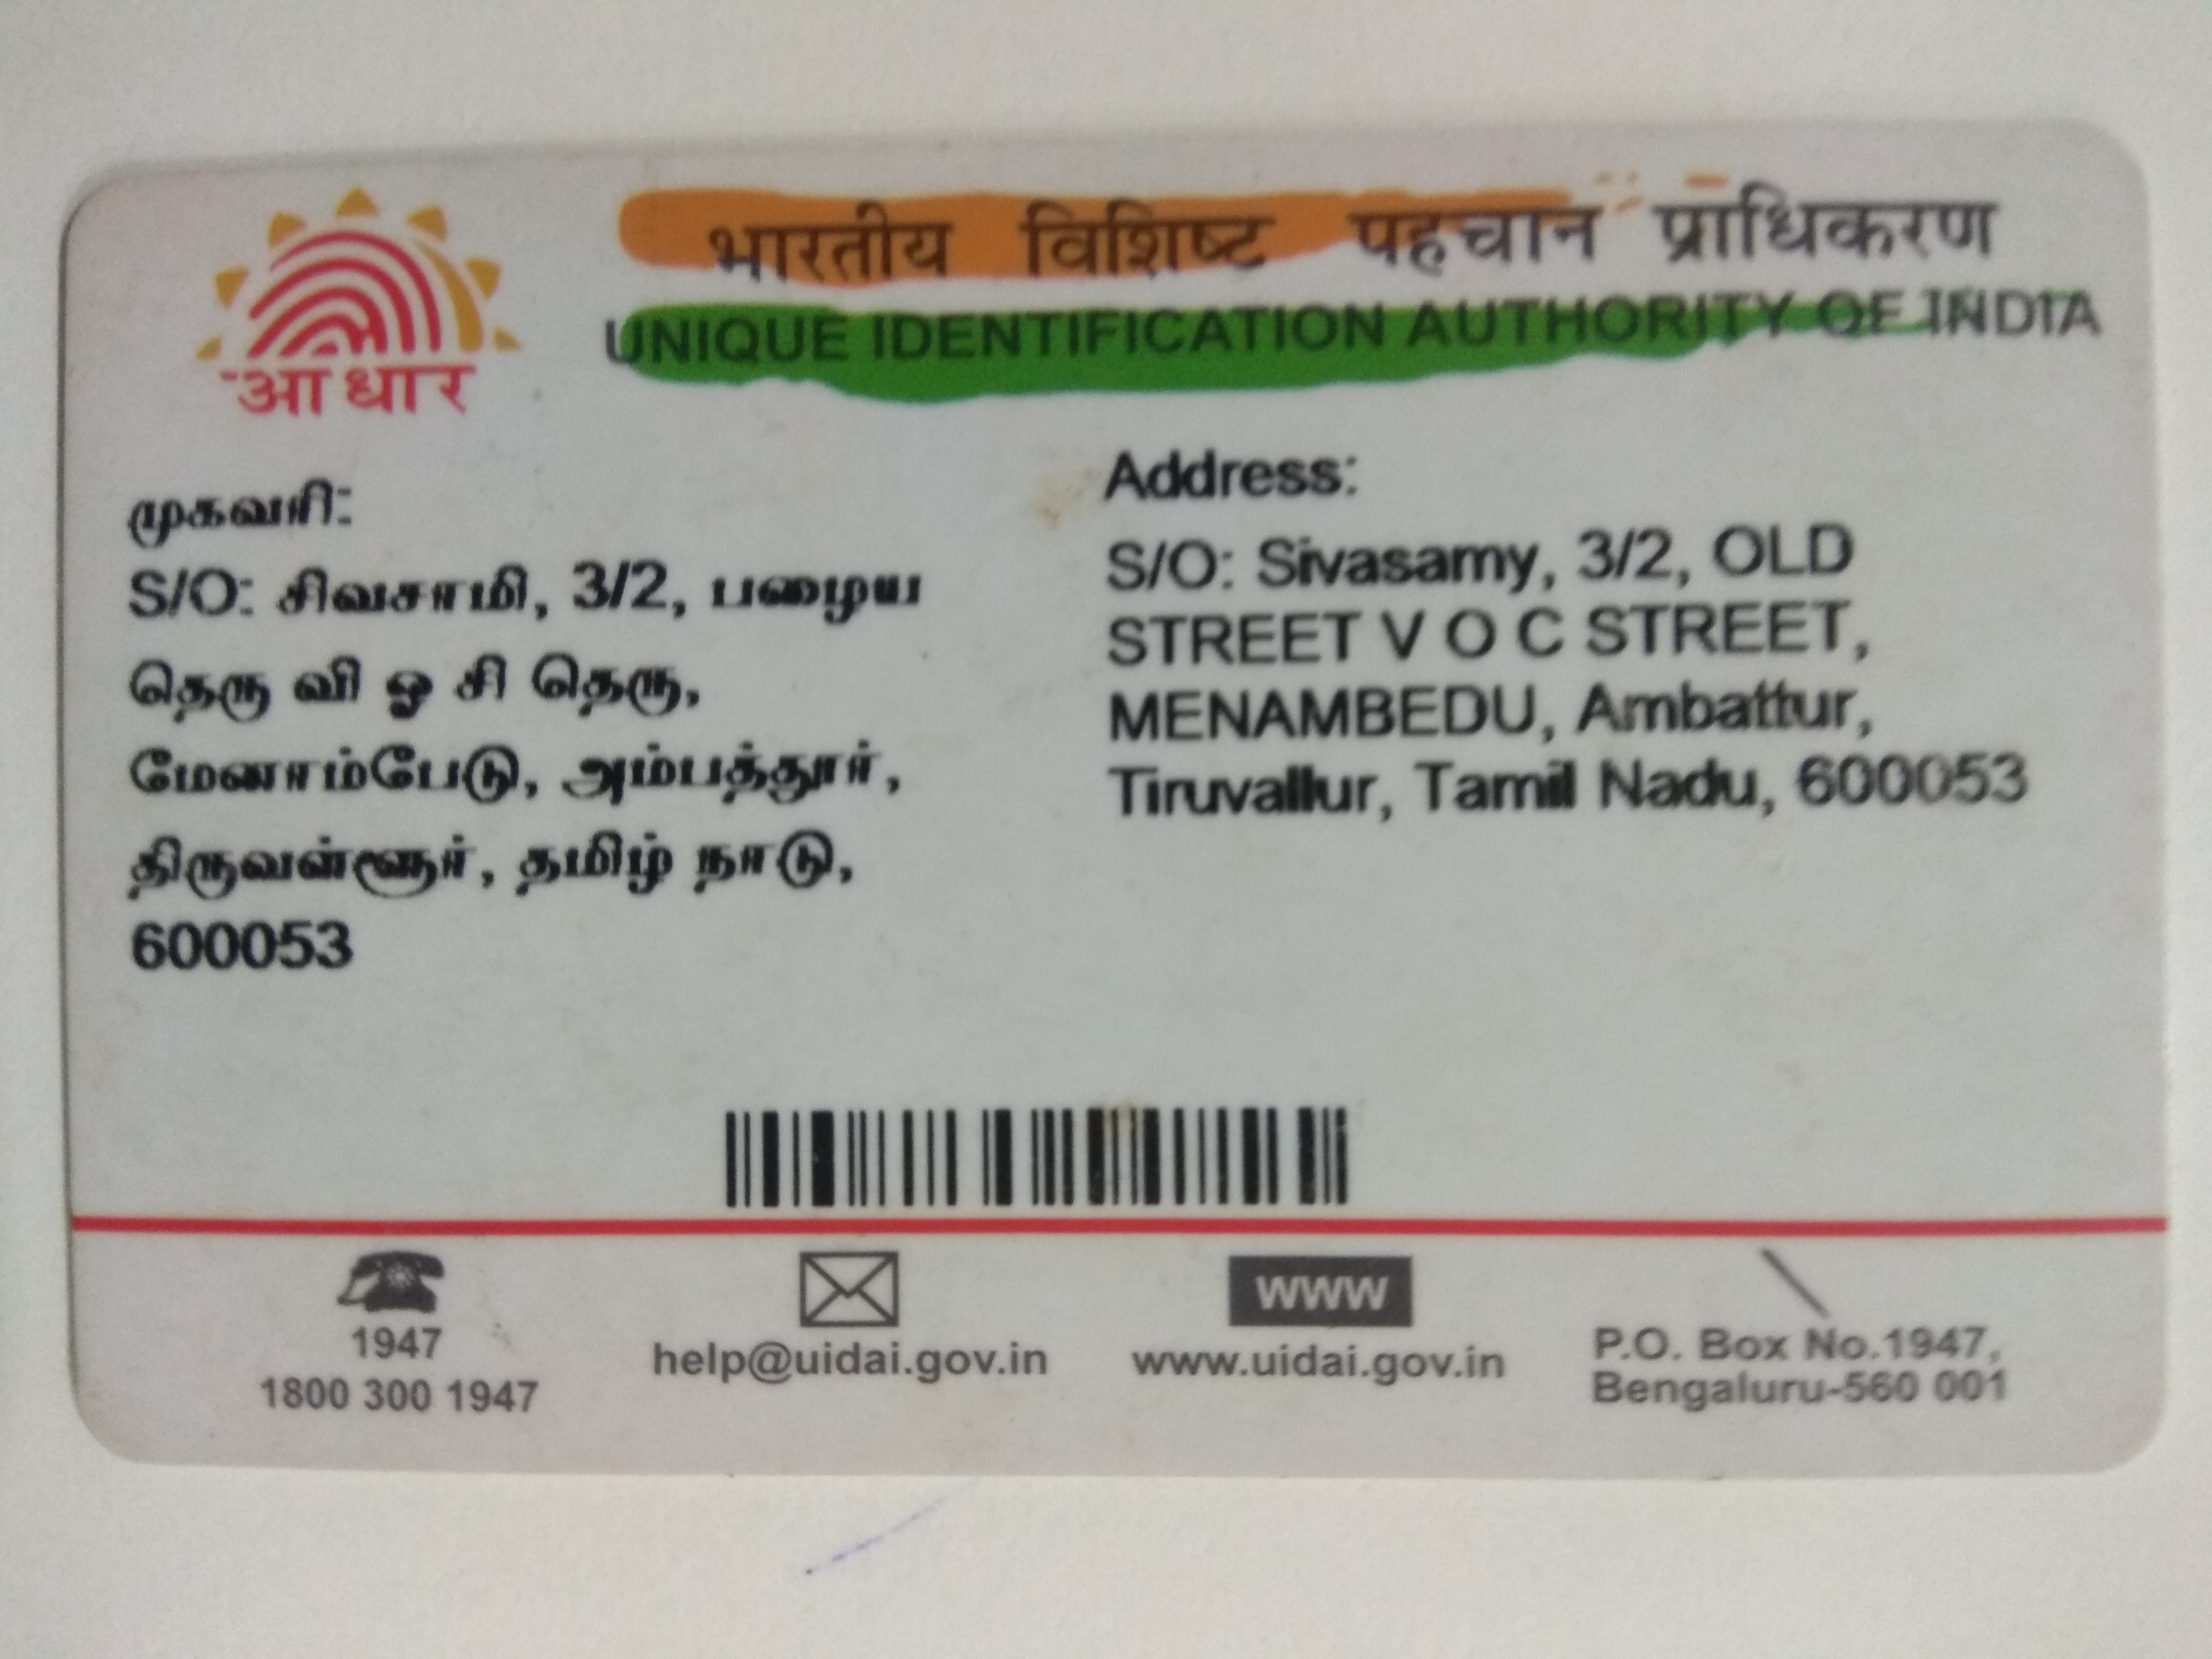 भारतीय विशिष्ट पहचान प्राधिकरण
UNIQUE IDENTIFICATION AUTHORITY OF INDIA
आधार
முகவரி:
S/O: சிவசாமி, 3/2, பழைய
தெரு வி ஓ சி தெரு,
மேனாம்பேடு, அம்பத்தூர்,
திருவள்ளூர், தமிழ் நாடு,
600053
Address:
S/O: Sivasamy, 3/2, OLD
STREET V O C STREET,
MENAMBEDU, Ambattur,
Tiruvallur, Tamil Nadu, 600053
1947
1800 300 1947
help@uidai.gov.in
WWW
www.uidai.gov.in
P.O. Box No.1947,
Bengaluru-560 001